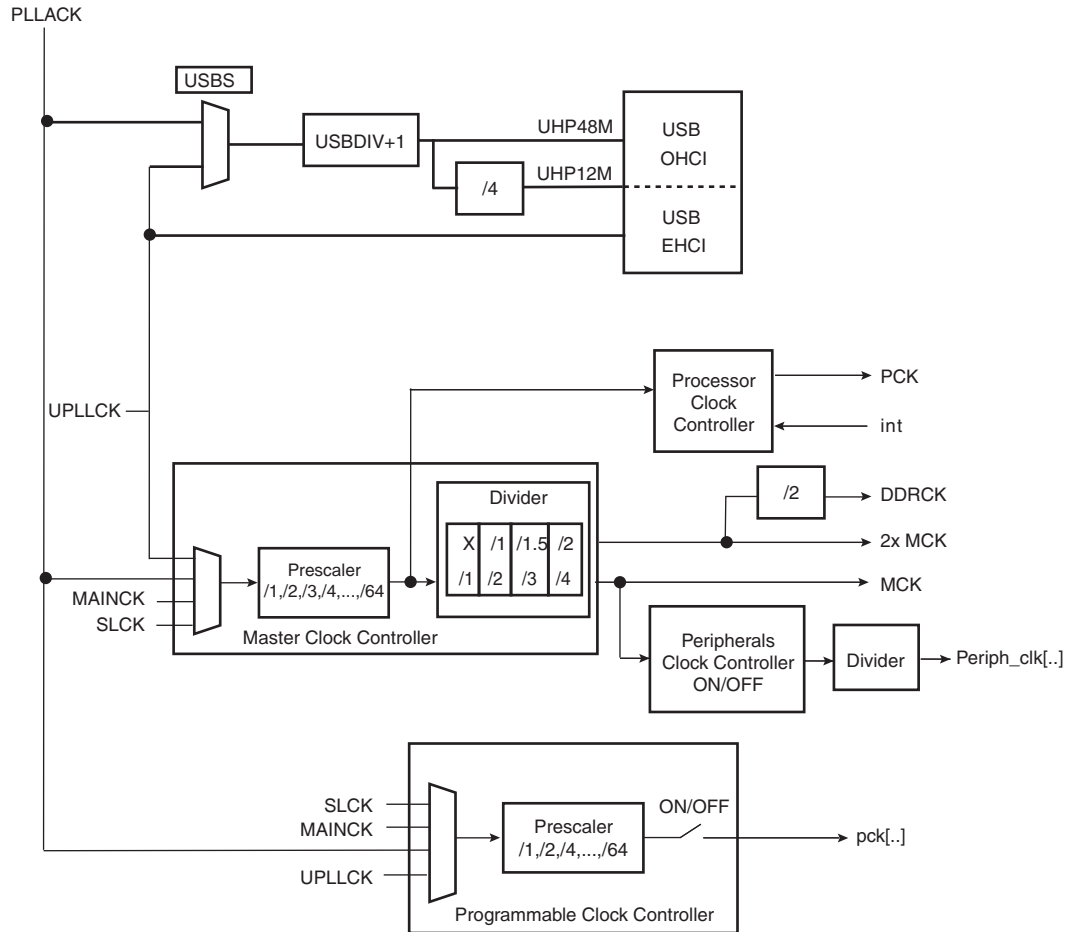 PLLACK
USBS
USBDIV+1
UHP48M
USB
OHCI
/4
UHP12M
USB
EHCI
UPLLCK
Processor
Clock
Controller
PCK
int
/2
DDRCK
Divider
X /1 /1.5 /2
/1 /2 /3 /4
2x MCK
MCK
Prescaler
/1,/2,/3,/4,...,/64
MAINCK
SLCK
Master Clock Controller
Peripherals
Clock Controller
ON/OFF
Divider
Periph_clk[..]
SLCK
MAINCK
UPLLCK
Prescaler
/1,/2,/4,...,/64
ON/OFF
pck[..]
Programmable Clock Controller